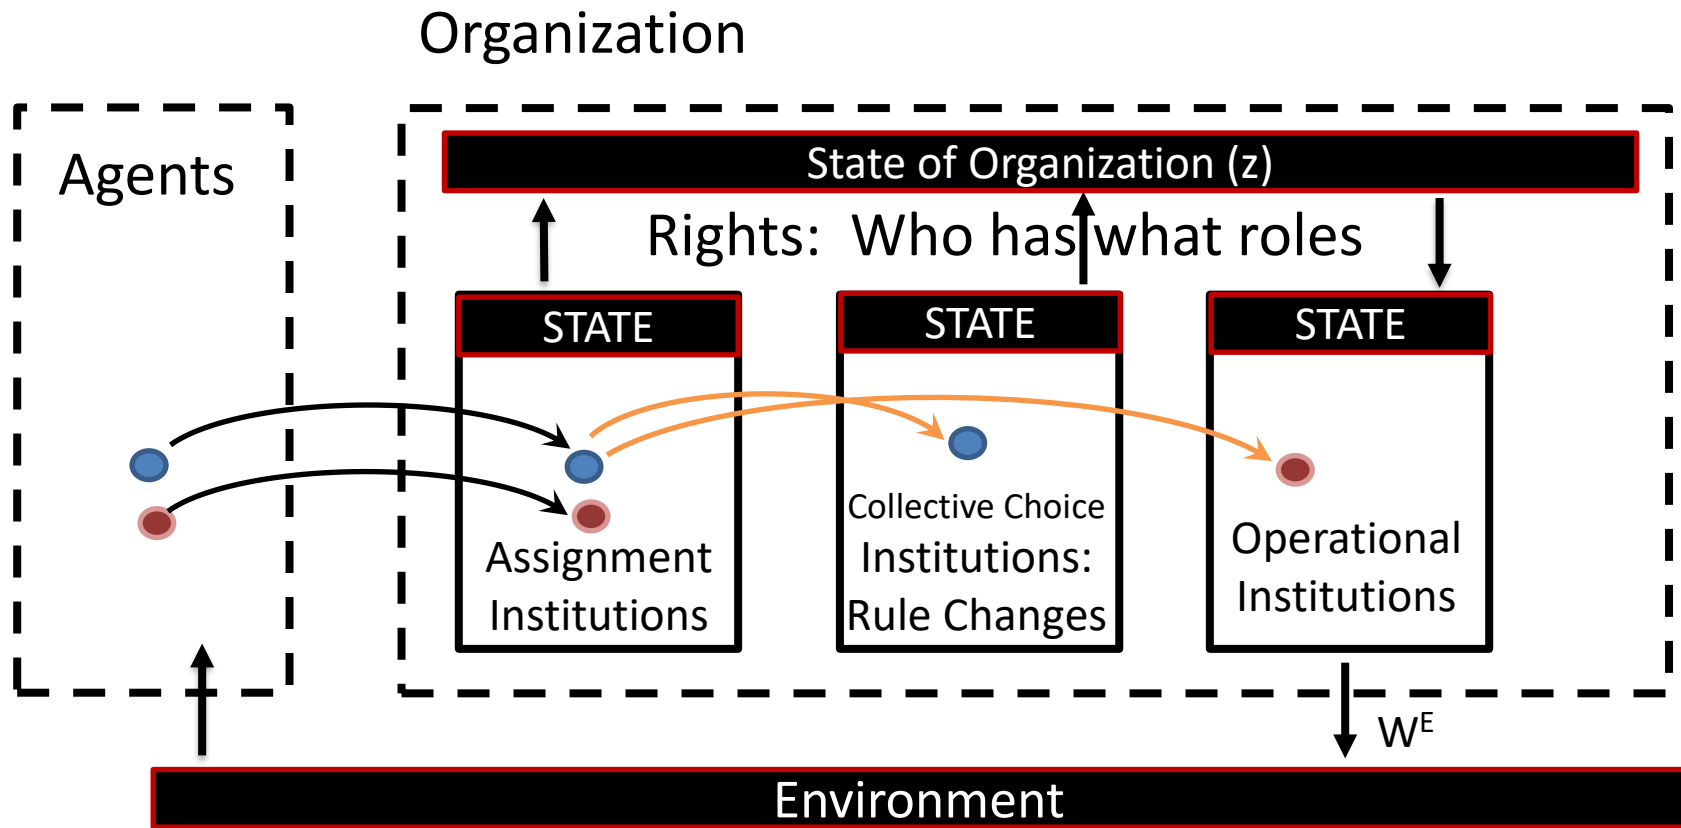 Organization
Agents
State of Organization (z)
Rights: Who has what roles
STATE
STATE
STATE
Assignment
Institutions
Collective Choice
Institutions:
Rule Changes
Operational
Institutions
W^E
Environment